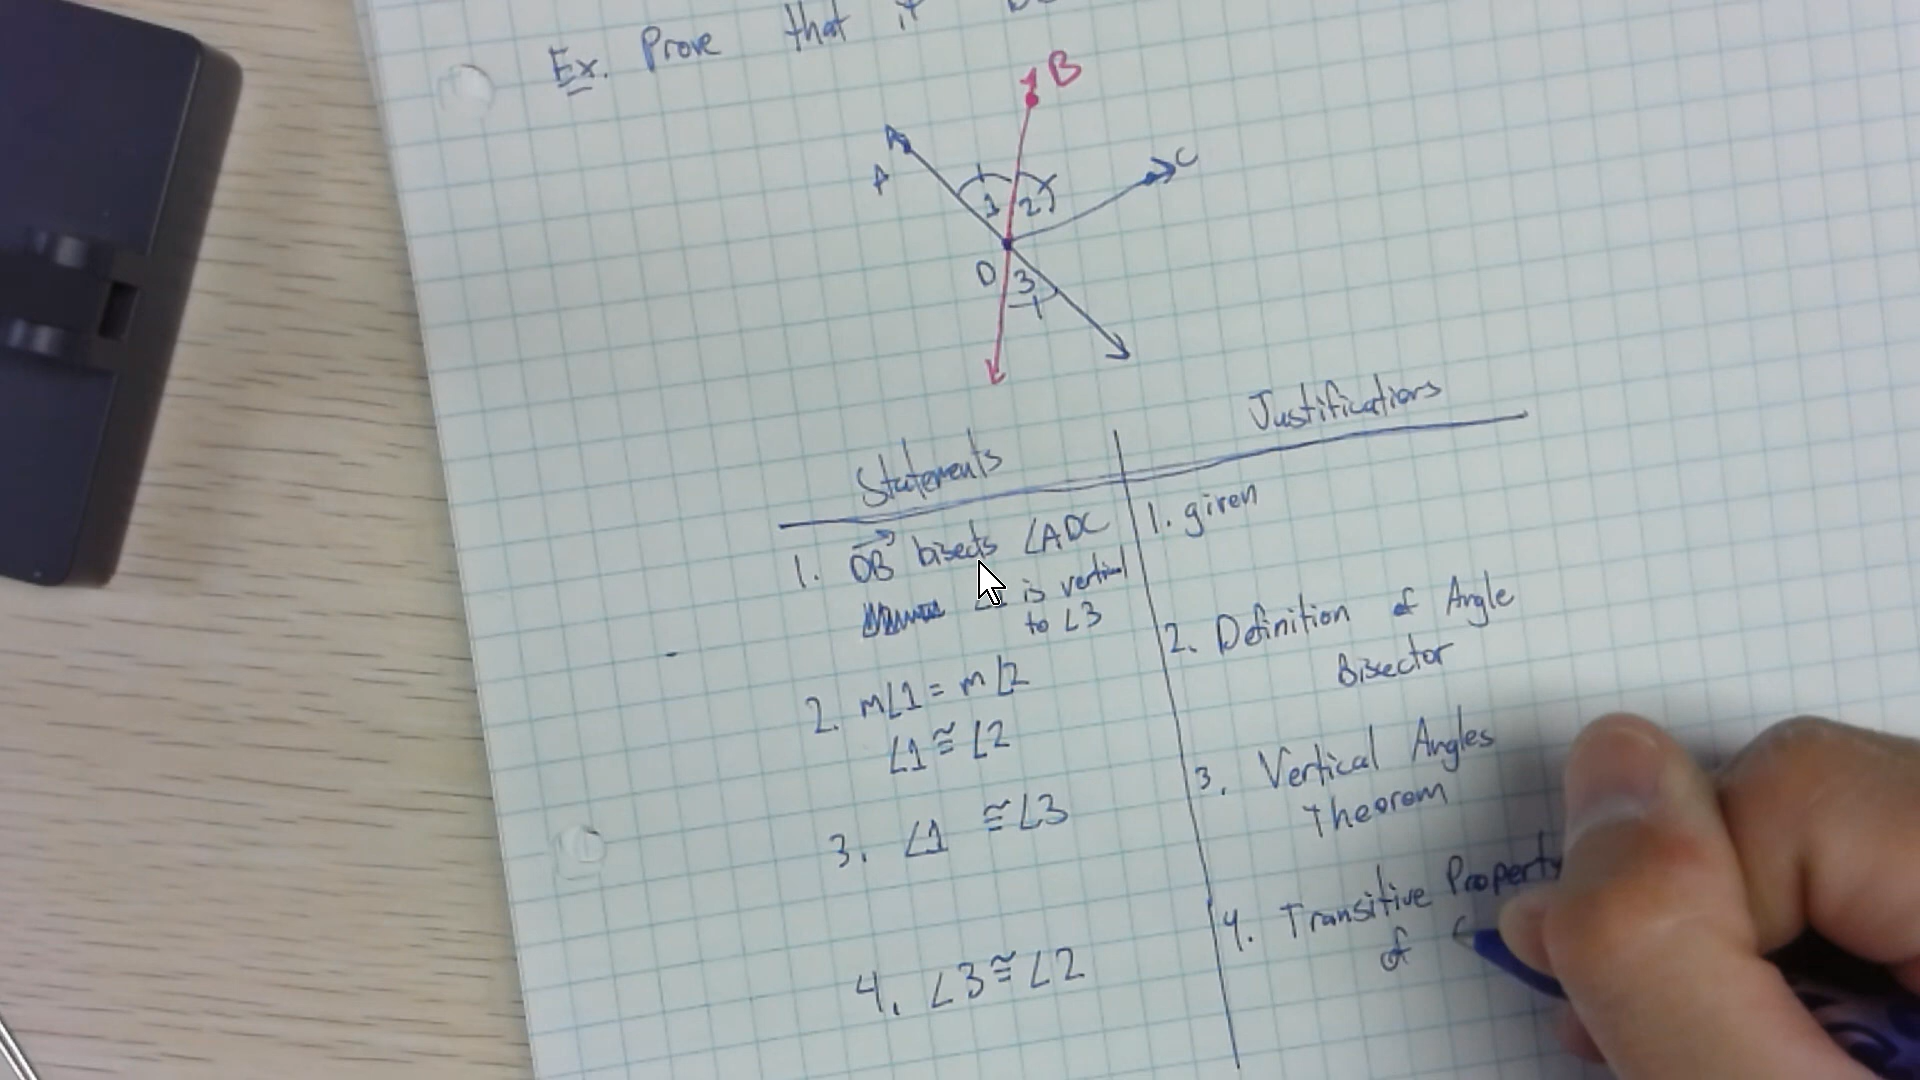 Ex. Prove that it
B
A
C
1 2
D 3
Statements Justifications
1. DB bisects ∠ADC 1. given
is vertical
to ∠3
2. Definition of Angle
Bisector
2. m∠1 = m∠2
∠1 ≅ ∠2
3. Vertical Angles
Theorem
3. ∠1 ≅ ∠3
4. Transitive Property
of
4. ∠3 ≅ ∠2